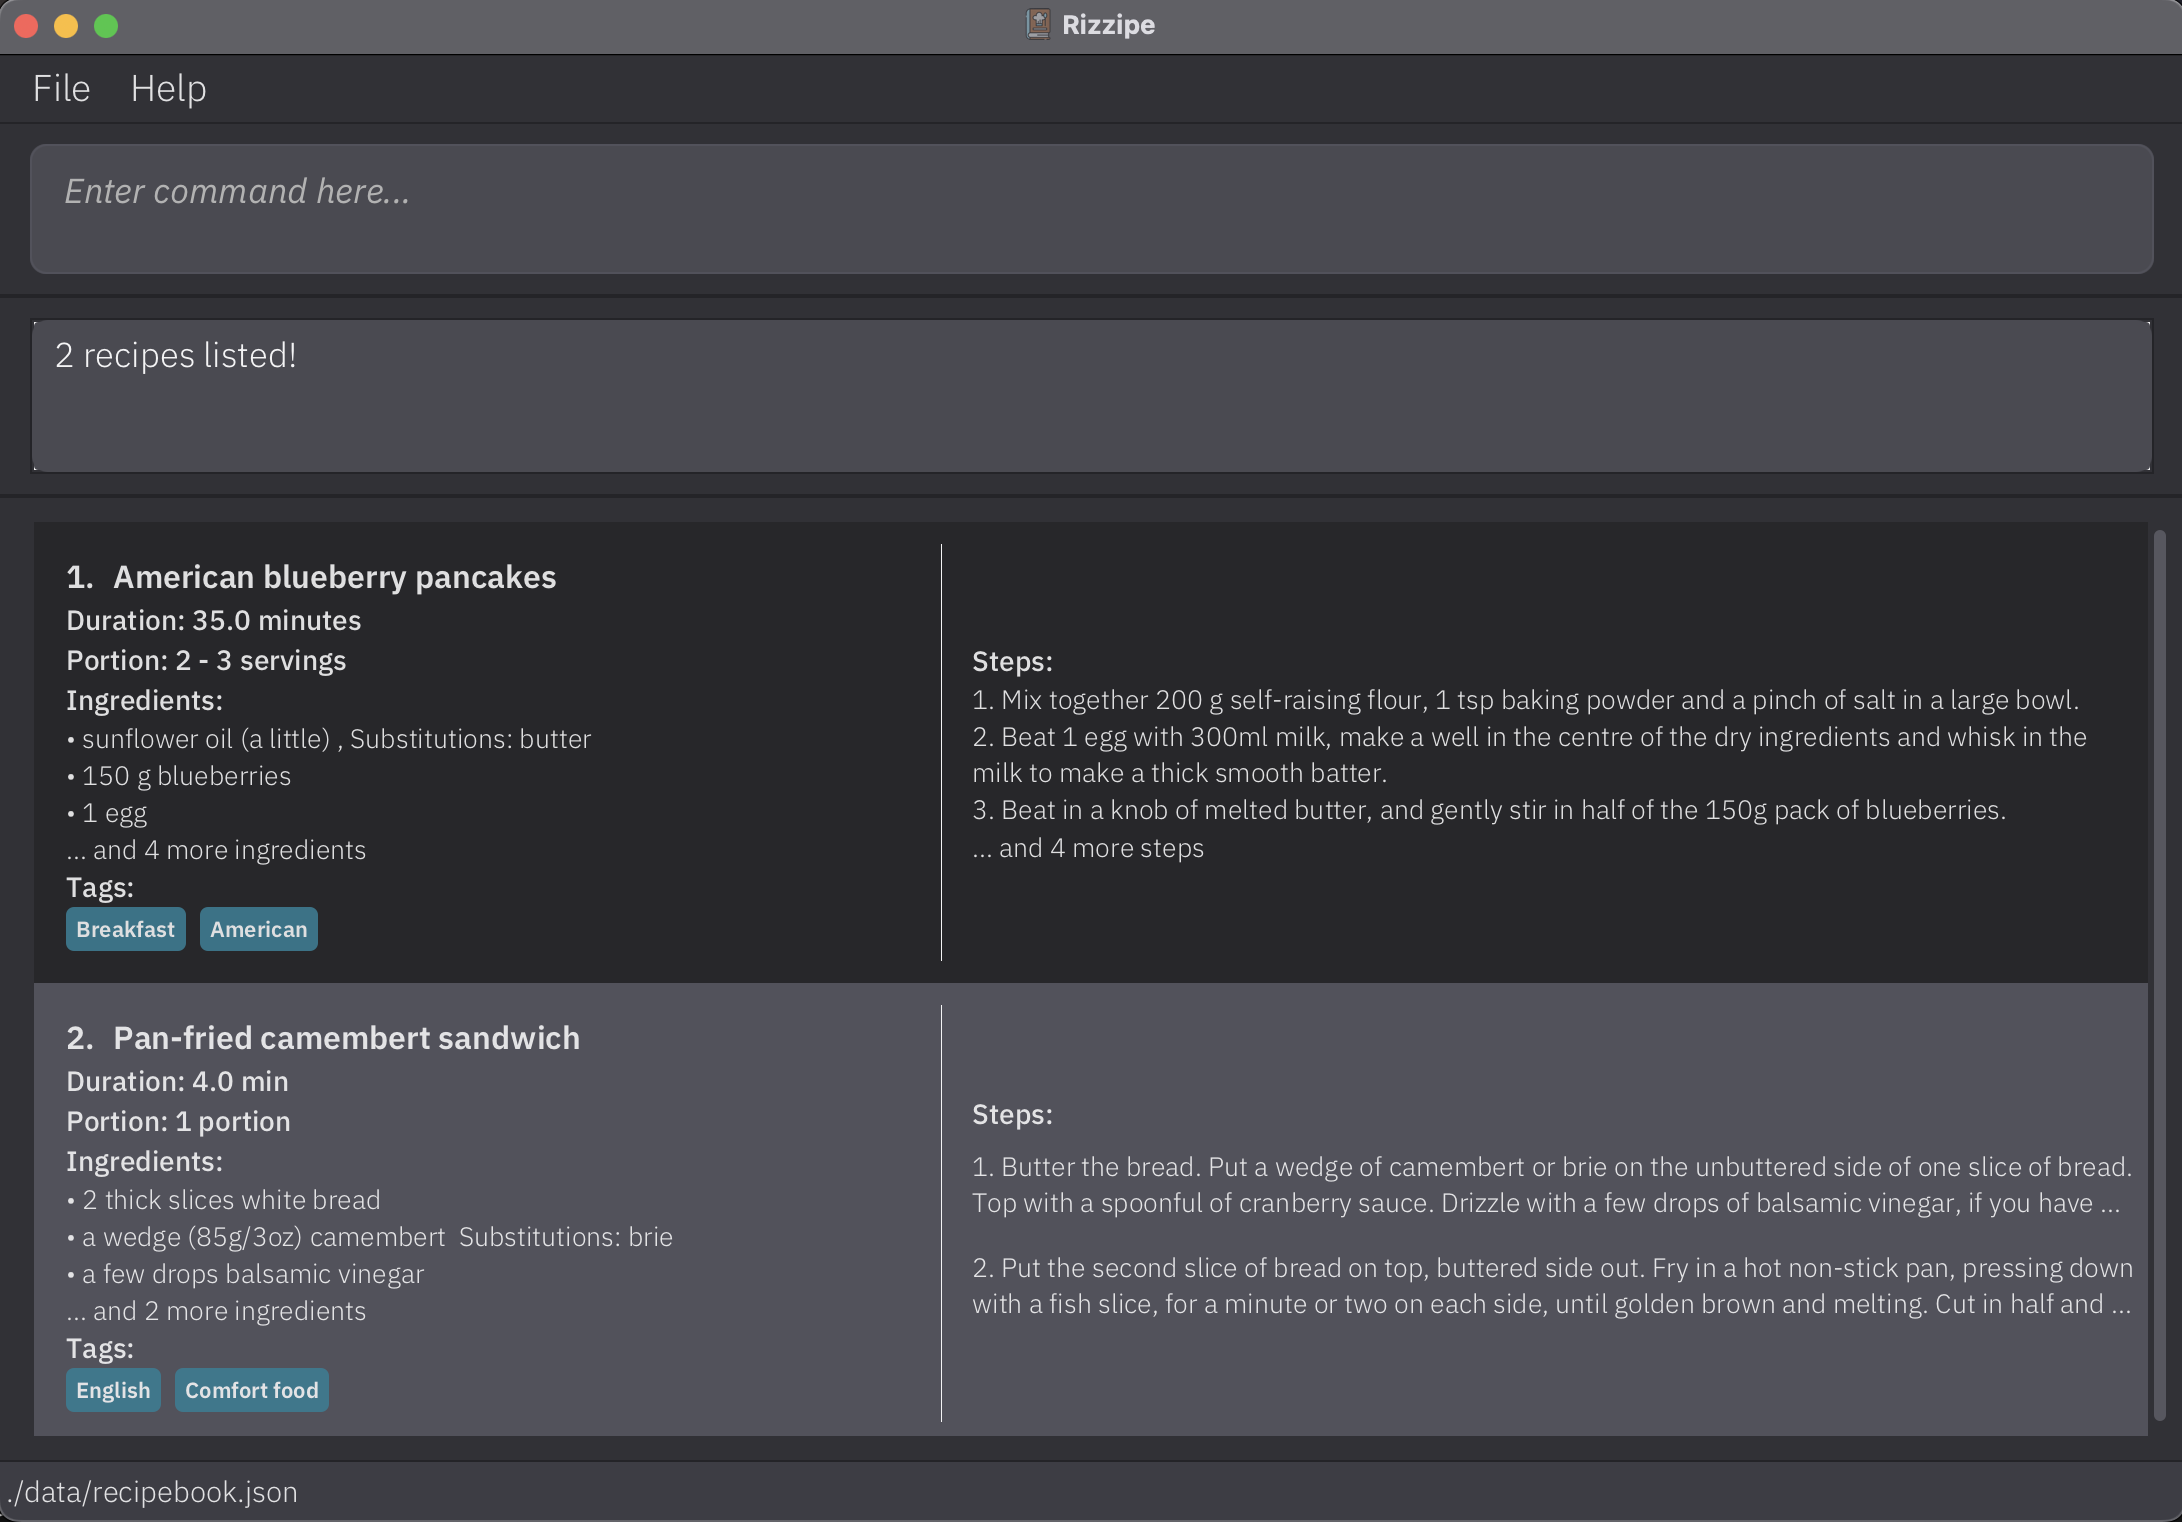 Rizzipe
File Help
Enter command here...
2 recipes listed!
1. American blueberry pancakes
Duration: 35.0 minutes
Portion: 2 - 3 servings
Ingredients:
• sunflower oil (a little) , Substitutions: butter
• 150 g blueberries
• 1 egg
... and 4 more ingredients
Tags:
Breakfast American
Steps:
1. Mix together 200 g self-raising flour, 1 tsp baking powder and a pinch of salt in a large bowl.
2. Beat 1 egg with 300ml milk, make a well in the centre of the dry ingredients and whisk in the
milk to make a thick smooth batter.
3. Beat in a knob of melted butter, and gently stir in half of the 150g pack of blueberries.
... and 4 more steps
2. Pan-fried camembert sandwich
Duration: 4.0 min
Portion: 1 portion
Ingredients:
• 2 thick slices white bread
• a wedge (85g/3oz) camembert  Substitutions: brie
• a few drops balsamic vinegar
... and 2 more ingredients
Tags:
English Comfort food
Steps:
1. Butter the bread. Put a wedge of camembert or brie on the unbuttered side of one slice of bread.
Top with a spoonful of cranberry sauce. Drizzle with a few drops of balsamic vinegar, if you have ...
2. Put the second slice of bread on top, buttered side out. Fry in a hot non-stick pan, pressing down
with a fish slice, for a minute or two on each side, until golden brown and melting. Cut in half and ...
./data/recipebook.json